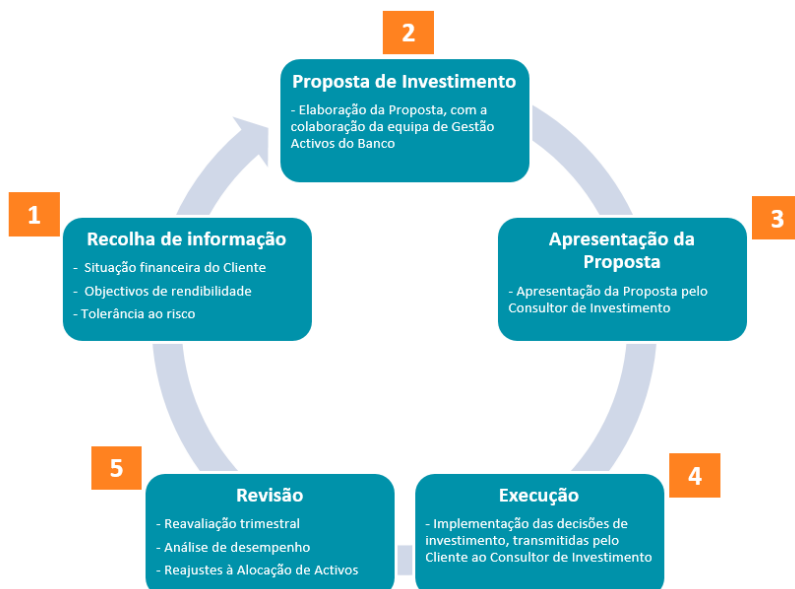 1
Recolha de informação
- Situação financeira do Cliente
- Objectivos de rendibilidade
- Tolerância ao risco
2
Proposta de Investimento
- Elaboração da Proposta, com a
colaboração da equipa de Gestão
Activos do Banco
3
Apresentação da
Proposta
- Apresentação da Proposta pelo
Consultor de Investimento
4
Execução
- Implementação das decisões de
investimento, transmitidas pelo
Cliente ao Consultor de Investimento
5
Revisão
- Reavaliação trimestral
- Análise de desempenho
- Reajustes à Alocação de Activos